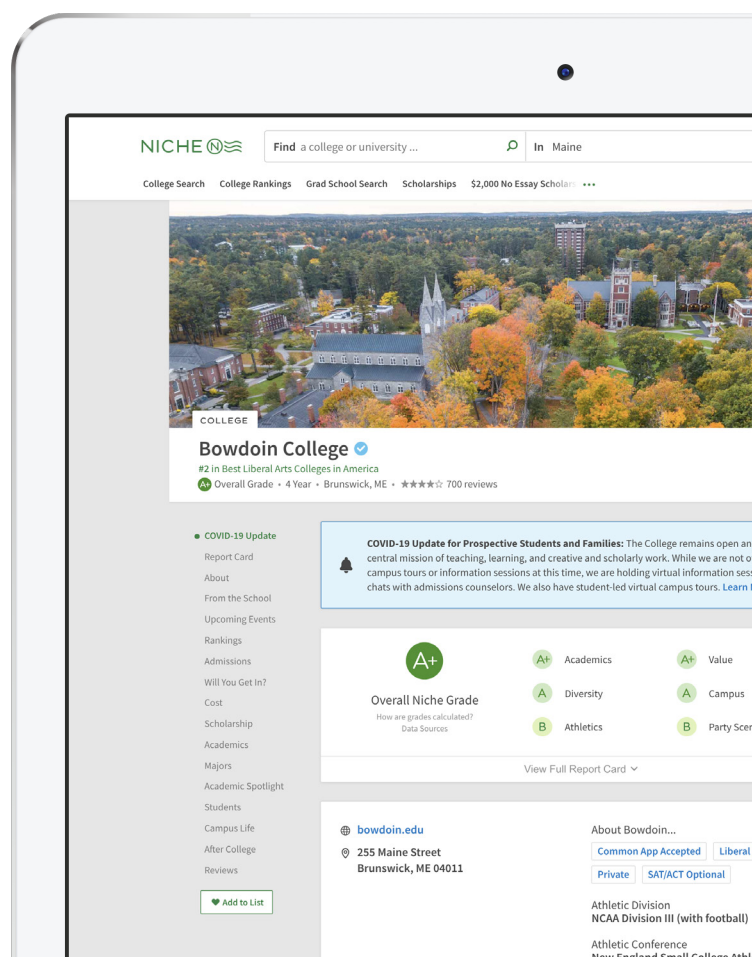 NICHE N
Find a college or university ...
In Maine
College Search College Rankings Grad School Search Scholarships $2,000 No Essay •••
COLLEGE
Bowdoin College
#2 in Best Liberal Arts Colleges in America
A+ Overall Grade • 4 Year • Brunswick, ME • ★★★★☆ 700 reviews
COVID-19 Update
Report Card
About
From the School
Upcoming Events
Rankings
Admissions
Will You Get In?
Cost
Scholarship
Academics
Majors
Academic Spotlight
Students
Campus Life
After College
Reviews
Add to List
COVID-19 Update for Prospective Students and Families: The College remains open
central mission of teaching, learning, and creative and scholarly work. While we are not
campus tours or information sessions at this time, we are holding virtual information
chats with admissions counselors. We also have student-led virtual campus tours. Learn
A+
Overall Niche Grade
How are grades calculated?
Data Sources
A+ Academics
A+ Value
A Diversity
A Campus
B Athletics
B Party
View Full Report Card
bowdoin.edu
255 Maine Street
Brunswick, ME 04011
About Bowdoin...
Common App Accepted
Liberal
Private
SAT/ACT Optional
Athletic Division
NCAA Division III (with football)
Athletic Conference
New England Small College